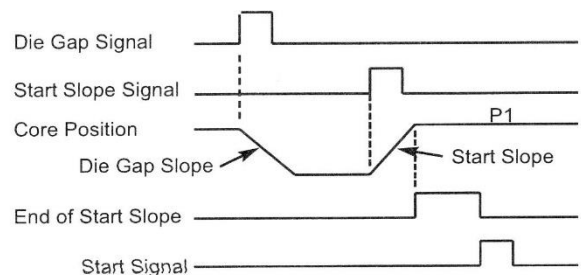 Die Gap Signal
Start Slope Signal
Core Position
P1
Die Gap Slope
Start Slope
End of Start Slope
Start Signal